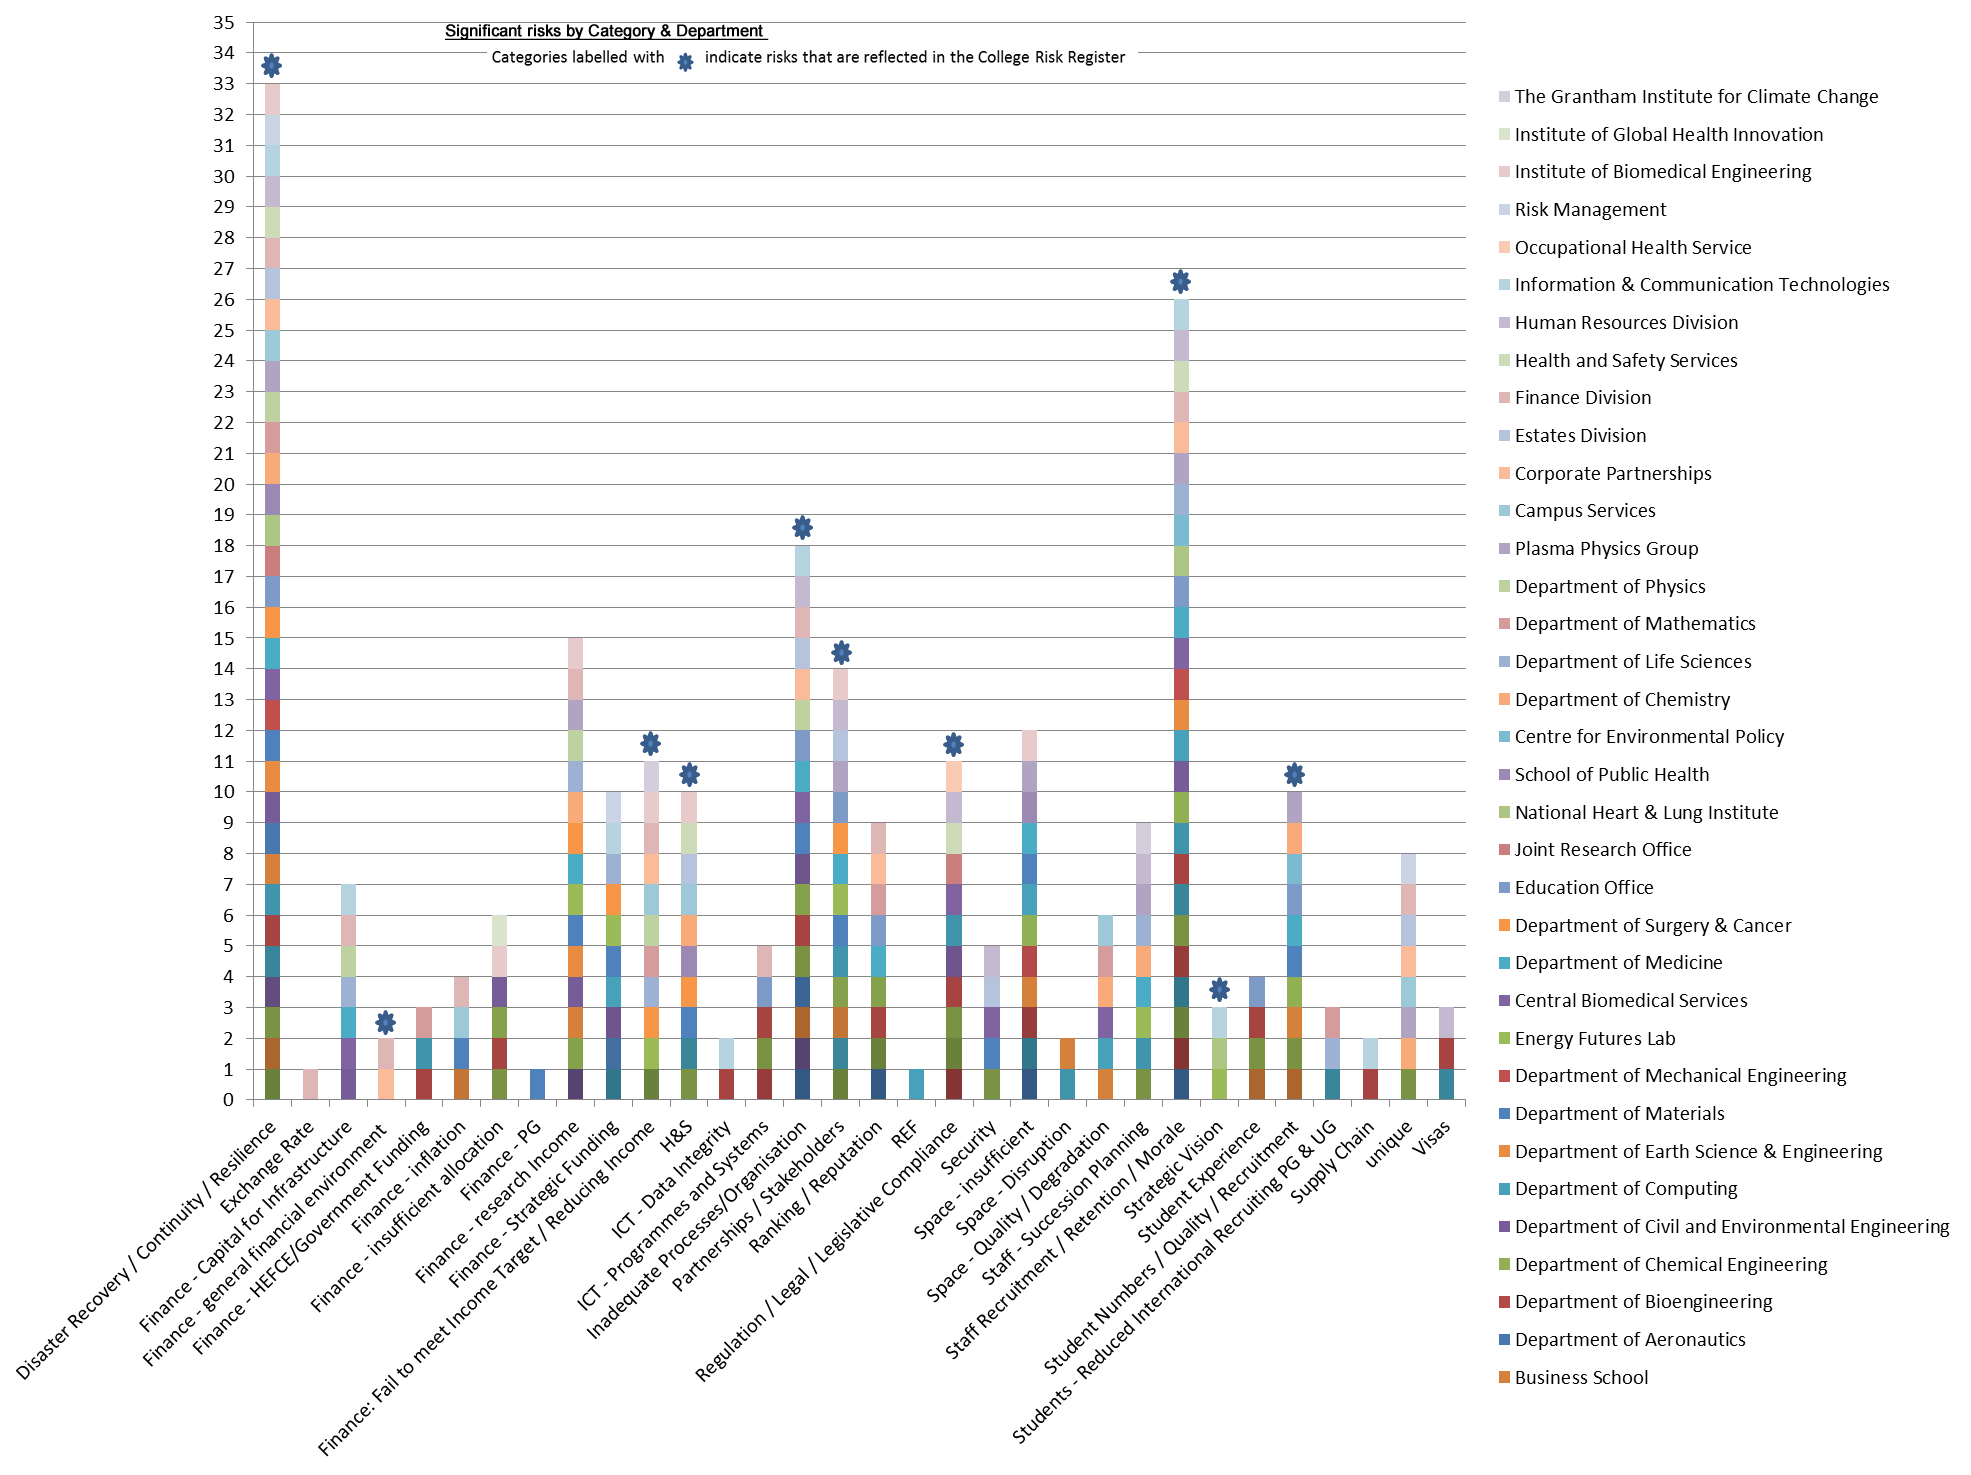 Significant risks by Category & Department
Categories labelled with indicate risks that are reflected in the College Risk Register
35
34
33
32
31
30
29
28
27
26
25
24
23
22
21
20
19
18
17
16
15
14
13
12
11
10
9
8
7
6
5
4
3
2
1
0
Disaster Recovery / Continuity / Resilience
Exchange Rate
Finance - Capital for Infrastructure
Finance - general financial environment
Finance - HEFCE/Government Funding
Finance - inflation
Finance - insufficient allocation
Finance - PG
Finance - research Income
Finance - Strategic Funding
Finance: Fail to meet Income Target / Reducing Income
H&S
ICT - Data Integrity
ICT - Programmes and Systems
Inadequate Processes/Organisation
Partnerships / Stakeholders
Ranking / Reputation
REF
Regulation / Legal / Legislative Compliance
Security
Space - insufficient
Space - Disruption
Space - Quality / Degradation
Staff - Succession Planning
Staff Recruitment / Retention / Morale
Strategic Vision
Student Experience
Student Numbers / Quality / Recruitment
Students - Reduced International Recruiting PG & UG
Supply Chain
unique
Visas
The Grantham Institute for Climate Change
Institute of Global Health Innovation
Institute of Biomedical Engineering
Risk Management
Occupational Health Service
Information & Communication Technologies
Human Resources Division
Health and Safety Services
Finance Division
Estates Division
Corporate Partnerships
Campus Services
Plasma Physics Group
Department of Physics
Department of Mathematics
Department of Life Sciences
Department of Chemistry
Centre for Environmental Policy
School of Public Health
National Heart & Lung Institute
Joint Research Office
Education Office
Department of Surgery & Cancer
Department of Medicine
Central Biomedical Services
Energy Futures Lab
Department of Mechanical Engineering
Department of Materials
Department of Earth Science & Engineering
Department of Computing
Department of Civil and Environmental Engineering
Department of Chemical Engineering
Department of Bioengineering
Department of Aeronautics
Business School